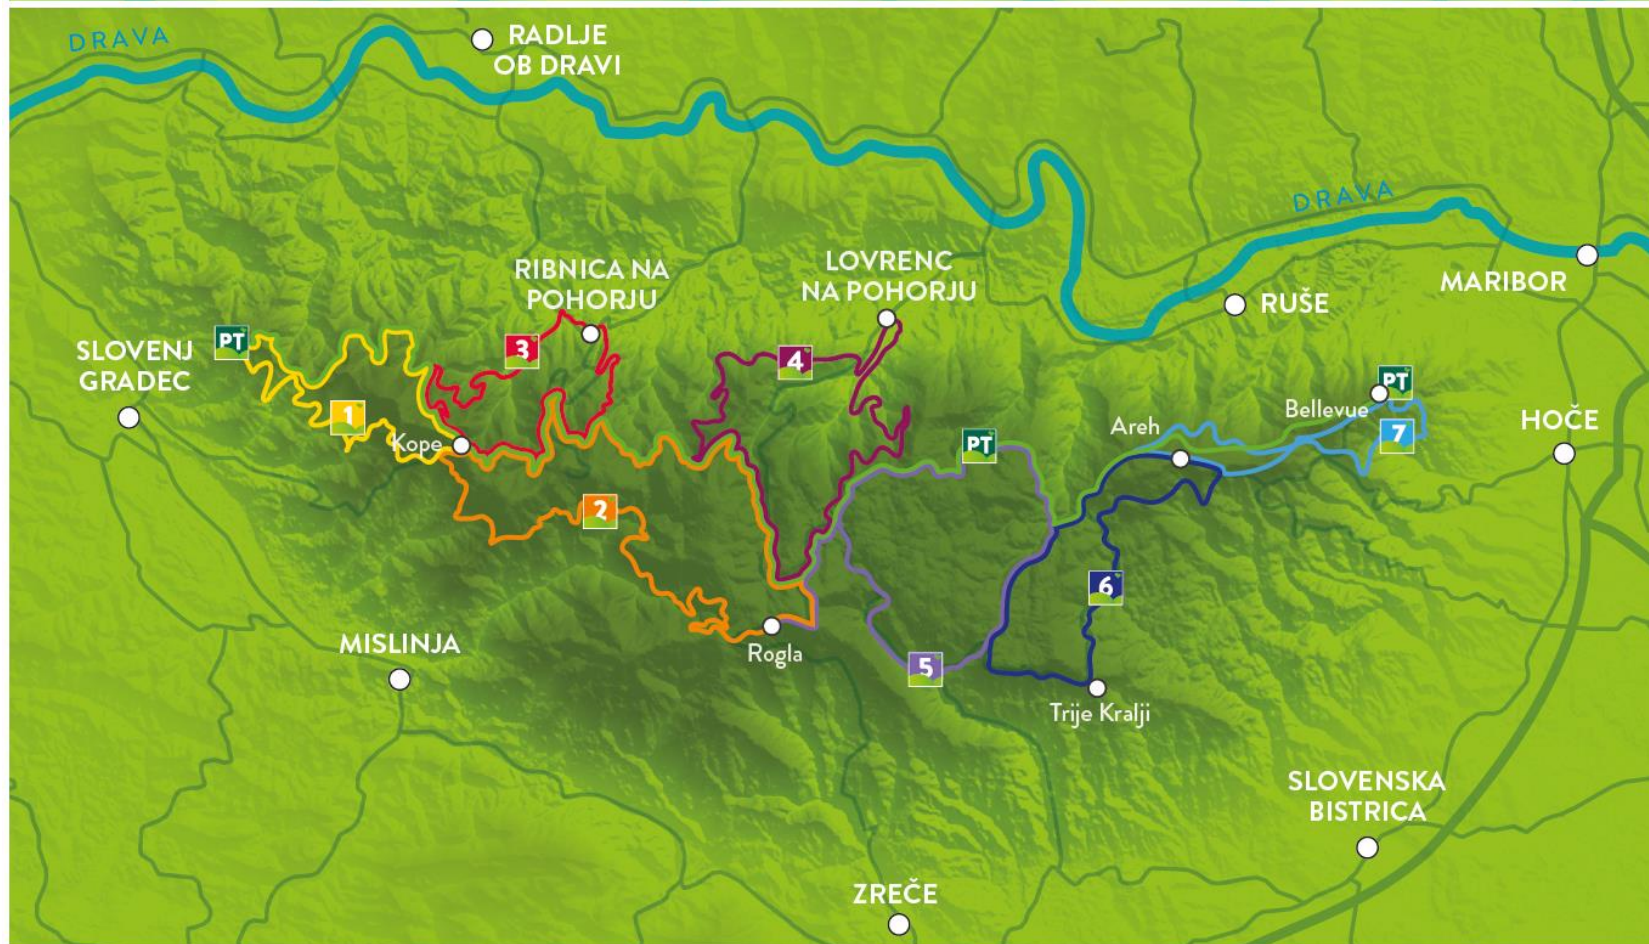 DRAVA
RADLJE
OB DRAVI
DRAVA
MARIBOR
RIBNICA NA
POHORJU
LOVRENC
NA POHORJU
RUŠE
SLOVENJ
GRADEC
PT
3
4
PT
Bellevue
HOČE
1
Kope
PT
Areh
7
2
6
MISLINJA
Rogla
5
Trije Kralji
SLOVENSKA
BISTRICA
ZREČE